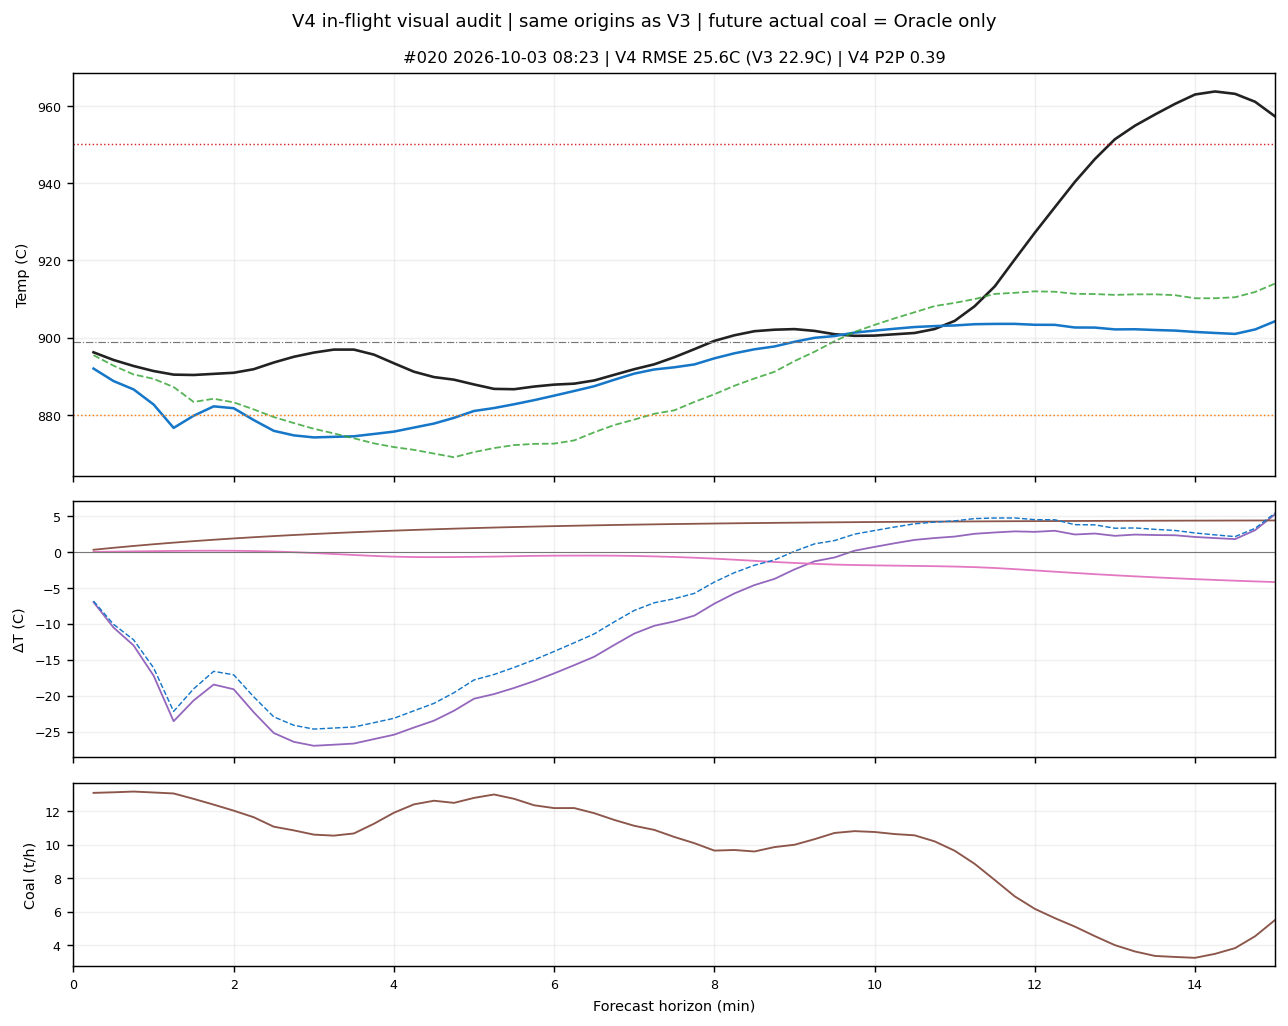 V4 in-flight visual audit | same origins as V3 | future actual coal = Oracle only
#020 2026-10-03 08:23 | V4 RMSE 25.6C (V3 22.9C) | V4 P2P 0.39
960
940
920
900
880
Temp (C)
5
0
−5
−10
−15
−20
−25
ΔT (C)
12
10
8
6
4
Coal (t/h)
0 2 4 6 8 10 12 14
Forecast horizon (min)